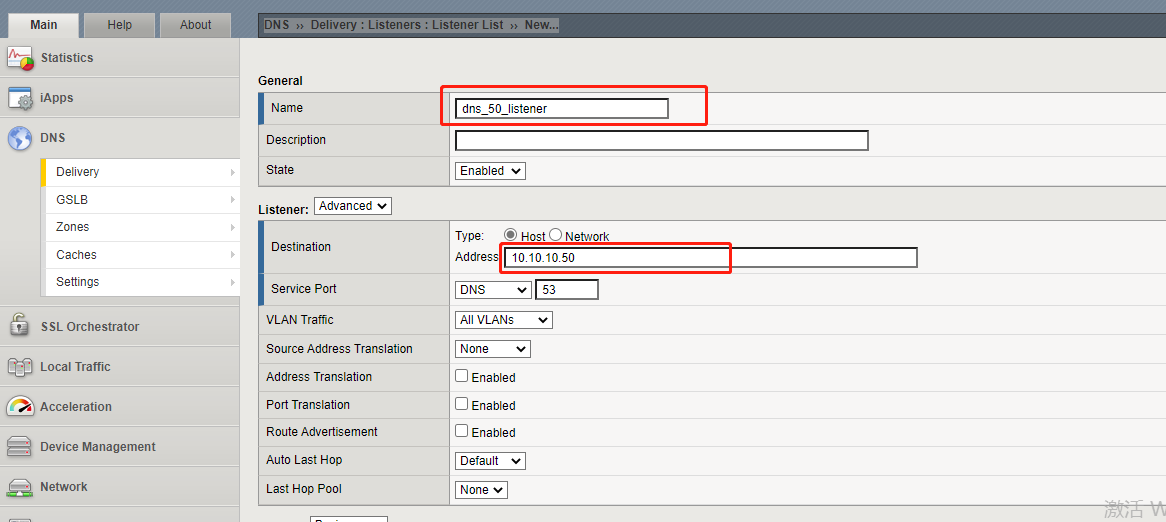 Main Help About
DNS ›› Delivery : Listeners : Listener List ›› New...
Statistics
iApps
DNS
Delivery
GSLB
Zones
Caches
Settings
SSL Orchestrator
Local Traffic
Acceleration
Device Management
Network
General
Name dns_50_listener
Description
State Enabled
Listener: Advanced
Destination
Type: Host Network
Address 10.10.10.50
Service Port DNS 53
VLAN Traffic All VLANs
Source Address Translation None
Address Translation Enabled
Port Translation Enabled
Route Advertisement Enabled
Auto Last Hop Default
Last Hop Pool None
激活 W